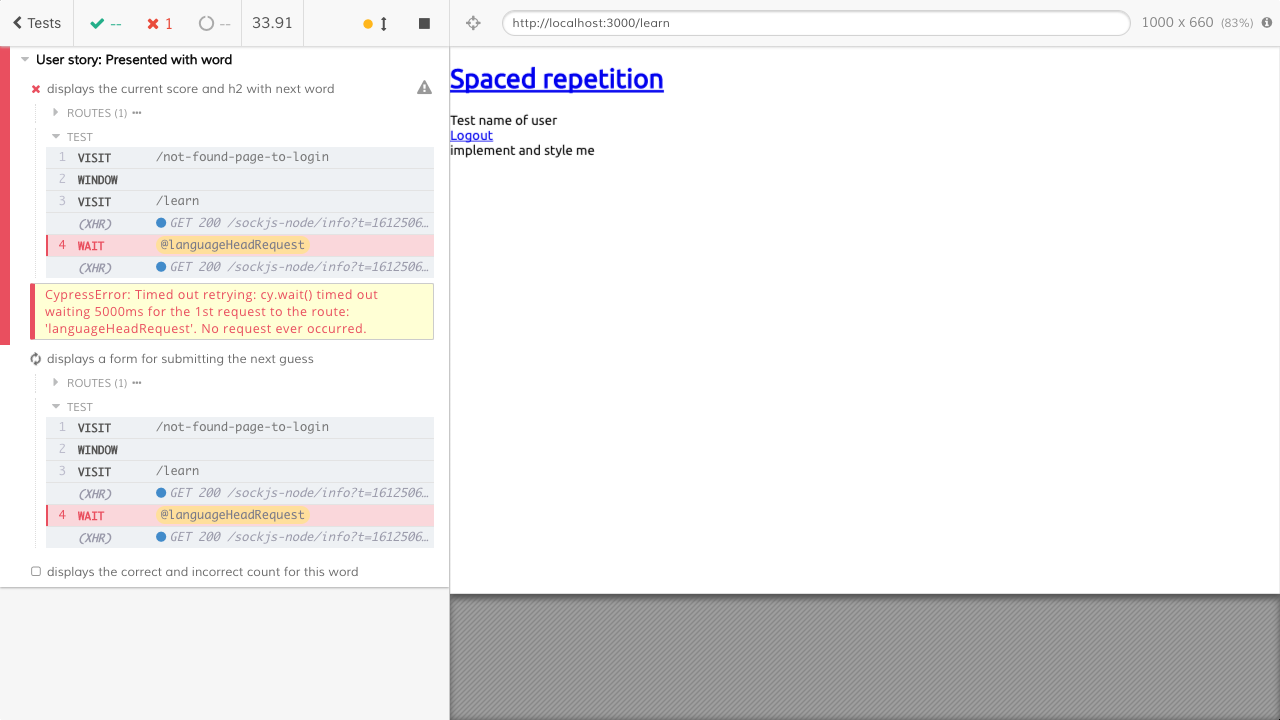 Tests
--
1
--
33.91
http://localhost:3000/learn
1000 x 660 (83%)
User story: Presented with word
displays the current score and h2 with next word
ROUTES (1)
TEST
1 VISIT /not-found-page-to-login
2 WINDOW
3 VISIT /learn
(XHR) GET 200 /sockjs-node/info?t=1612506…
4 WAIT @languageHeadRequest
(XHR) GET 200 /sockjs-node/info?t=1612506…
CypressError: Timed out retrying: cy.wait() timed out
waiting 5000ms for the 1st request to the route:
'languageHeadRequest'. No request ever occurred.
displays a form for submitting the next guess
ROUTES (1)
TEST
1 VISIT /not-found-page-to-login
2 WINDOW
3 VISIT /learn
(XHR) GET 200 /sockjs-node/info?t=1612506…
4 WAIT @languageHeadRequest
(XHR) GET 200 /sockjs-node/info?t=1612506…
displays the correct and incorrect count for this word
Spaced repetition
Test name of user
Logout
implement and style me